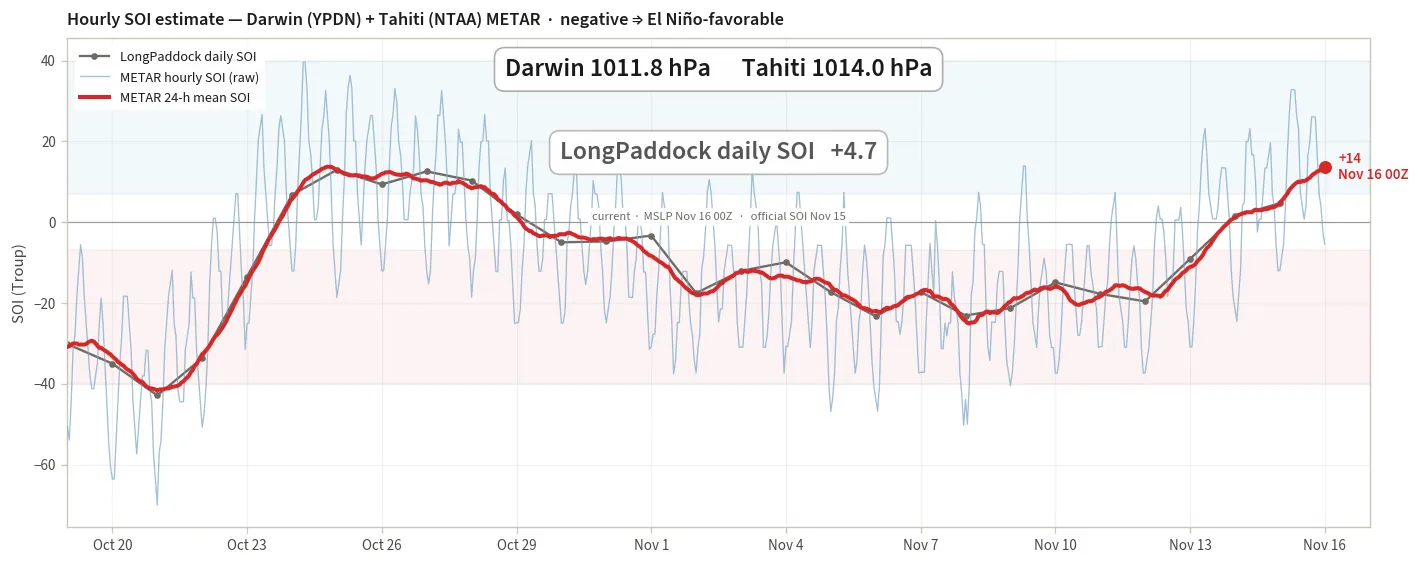 Hourly SOI estimate — Darwin (YPDN) + Tahiti (NTAA) METAR · negative ⇒ El Niño-favorable
LongPaddock daily SOI
METAR hourly SOI (raw)
METAR 24-h mean SOI
Darwin 1011.8 hPa Tahiti 1014.0 hPa
LongPaddock daily SOI +4.7
current · MSLP Nov 16 00Z · official SOI Nov 15
+14
Nov 16 00Z
SOI (Troup)
40
20
0
−20
−40
−60
Oct 20 Oct 23 Oct 26 Oct 29 Nov 1 Nov 4 Nov 7 Nov 10 Nov 13 Nov 16